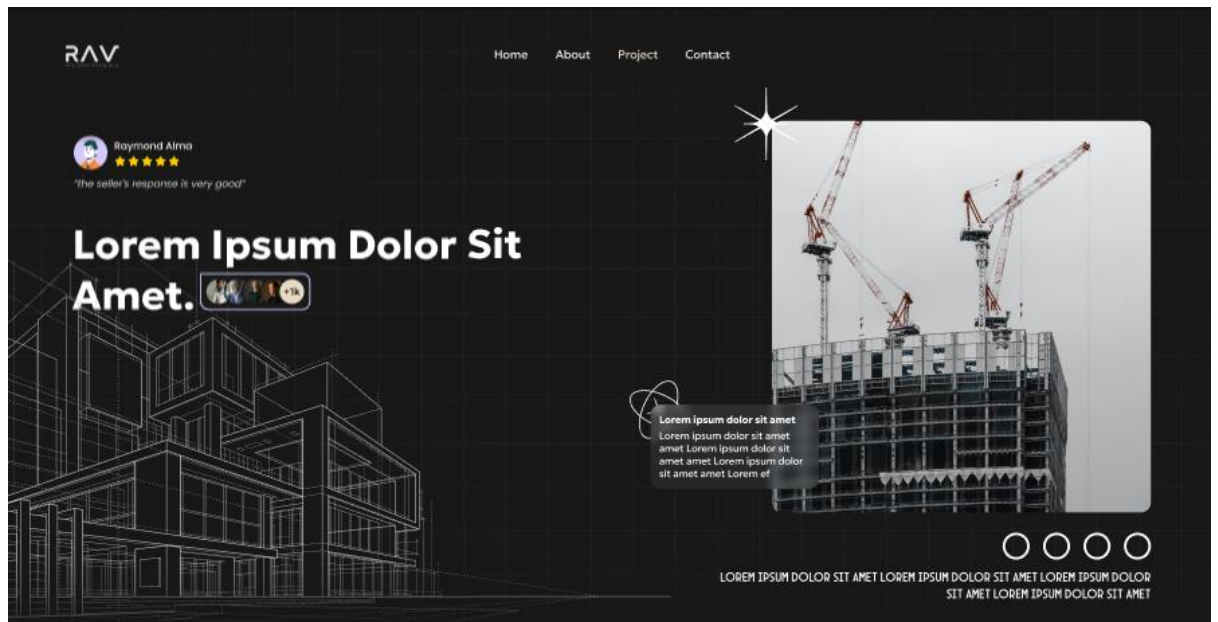 RAV
Home About Project Contact
Raymond Alma
"the seller's response is very good"
Lorem Ipsum Dolor Sit
Amet.
+1k
Lorem ipsum dolor sit amet
Lorem ipsum dolor sit amet
amet Lorem ipsum dolor sit
amet amet Lorem ipsum dolor
sit amet amet Lorem ef
LOREM IPSUM DOLOR SIT AMET LOREM IPSUM DOLOR SIT AMET LOREM IPSUM DOLOR
SIT AMET LOREM IPSUM DOLOR SIT AMET